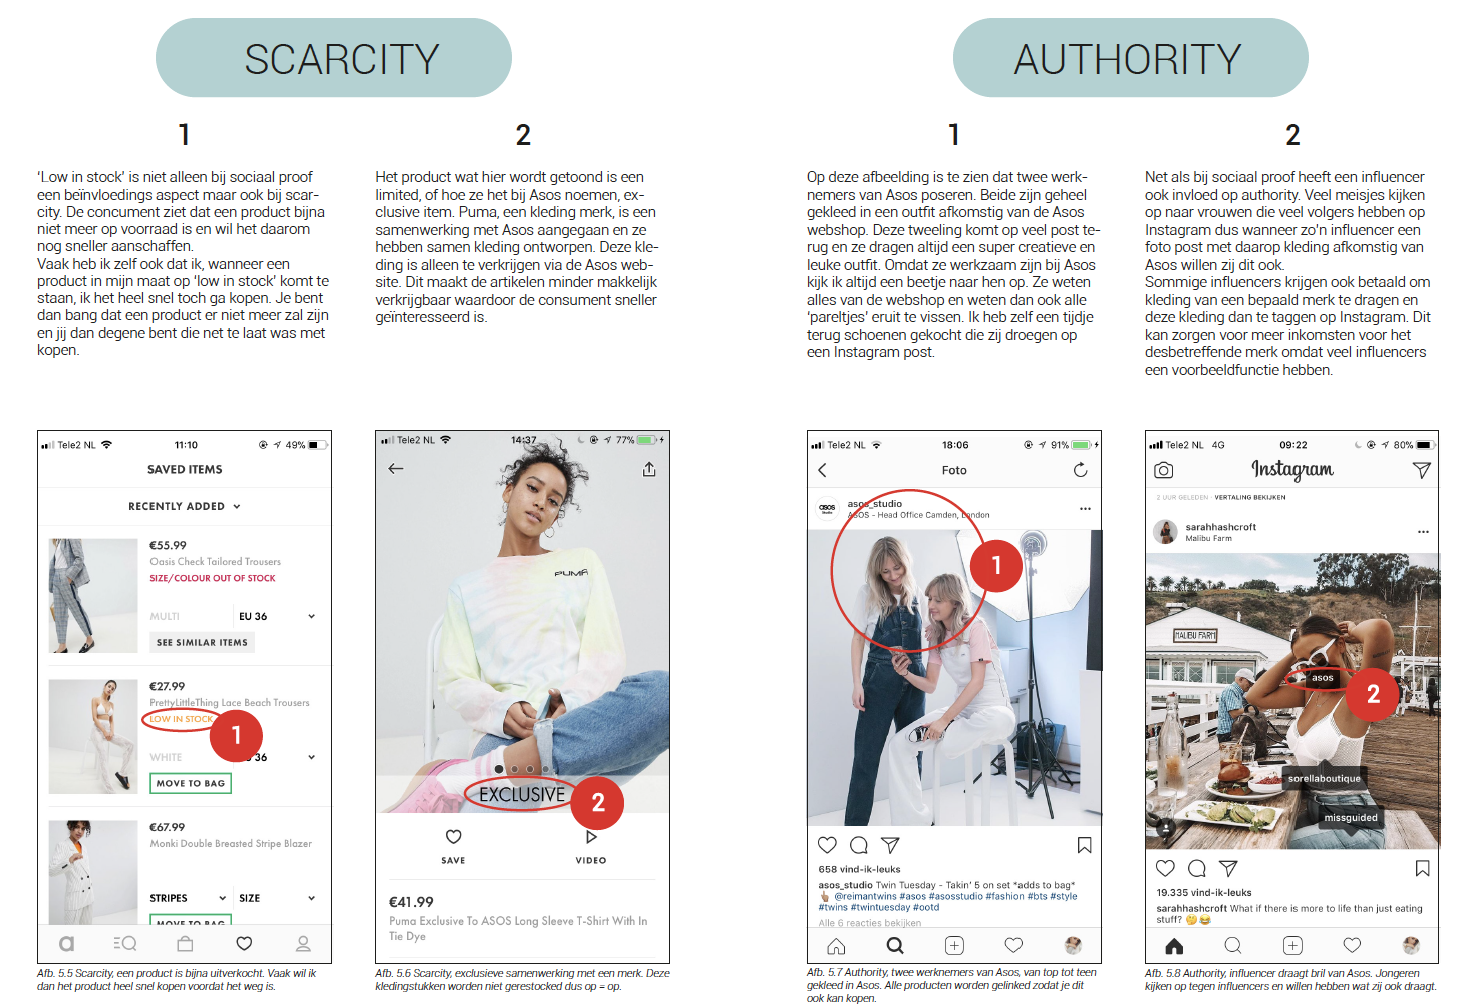 SCARCITY
1
'Low in stock' is niet alleen bij sociaal proof
een beïnvloedings aspect maar ook bij scar-
city. De concument ziet dat een product bijna
niet meer op voorraad is en wil het daarom
nog sneller aanschaffen.
Vaak heb ik zelf ook dat ik, wanneer een
product in mijn maat op 'low in stock' komt te
staan, ik het heel snel toch ga kopen. Je bent
dan bang dat een product er niet meer zal zijn
en jij dan degene bent die net te laat was met
kopen.
2
Het product wat hier wordt getoond is een
limited, of hoe ze het bij Asos noemen, ex-
clusive item. Puma, een kleding merk, is een
samenwerking met Asos aangegaan en ze
hebben samen kleding ontworpen. Deze kle-
ding is alleen te verkrijgen via de Asos web-
site. Dit maakt de artikelen minder makkelijk
verkrijgbaar waardoor de consument sneller
geïnteresseerd is.
Tele2 NL 11:10 49%
SAVED ITEMS
RECENTLY ADDED
€55.99
Oasis Check Tailored Trousers
SIZE/COLOUR OUT OF STOCK
MULTI EU 36
SEE SIMILAR ITEMS
€27.99
PrettyLittleThing Lace Beach Trousers
LOW IN STOCK
1
WHITE 36
MOVE TO BAG
€67.99
Monki Double Breasted Stripe Blazer
STRIPES SIZE
MOVE TO BAG
a
Afb. 5.5 Scarcity, een product is bijna uitverkocht. Vaak wil ik
dan het product heel snel kopen voordat het weg is.
Tele2 NL 14:37 77%
PUMA
EXCLUSIVE
2
SAVE VIDEO
€41.99
Puma Exclusive To ASOS Long Sleeve T-Shirt With In
Tie Dye
Afb. 5.6 Scarcity, exclusieve samenwerking met een merk. Deze
kledingstukken worden niet gerestocked dus op = op.
AUTHORITY
1
Op deze afbeelding is te zien dat twee werk-
nemers van Asos poseren. Beide zijn geheel
gekleed in een outfit afkomstig van de Asos
webshop. Deze tweeling komt op veel post te-
rug en ze dragen altijd een super creatieve en
leuke outfit. Omdat ze werkzaam zijn bij Asos
kijk ik altijd een beetje naar hen op. Ze weten
alles van de webshop en weten dan ook alle
'pareltjes' eruit te vissen. Ik heb zelf een tijdje
terug schoenen gekocht die zij droegen op
een Instagram post.
2
Net als bij sociaal proof heeft een influencer
ook invloed op authority. Veel meisjes kijken
op naar vrouwen die veel volgers hebben op
Instagram dus wanneer zo'n influencer een
foto post met daarop kleding afkomstig van
Asos willen zij dit ook.
Sommige influencers krijgen ook betaald om
kleding van een bepaald merk te dragen en
deze kleding dan te taggen op Instagram. Dit
kan zorgen voor meer inkomsten voor het
desbetreffende merk omdat veel influencers
een voorbeeldfunctie hebben.
Tele2 NL 18:06 91%
Foto
asos Studio
asos_studio
ASOS - Head Office Camden, London
1
658 vind-ik-leuks
asos_studio Twin Tuesday - Takin' 5 on set *adds to bag*
👆 @reimantwins #asos #asosstudio #fashion #bts #style
#twins #twintuesday #ootd
Alle 6 reacties bekijken
Afb. 5.7 Authority, twee werknemers van Asos, van top tot teen
gekleed in Asos. Alle producten worden gelinked zodat je dit
ook kan kopen.
Tele2 NL 4G 09:22 80%
Instagram
2 UUR GELEDEN · VERTALING BEKIJKEN
sarahhashcroft
Malibu Farm
MALIBU FARM
asos
2
sorellaboutique
missguided
19.335 vind-ik-leuks
sarahhashcroft What if there is more to life than just eating
stuff? 🤔😂
Afb. 5.8 Authority, influencer draagt bril van Asos. Jongeren
kijken op tegen influencers en willen hebben wat zij ook draagt.